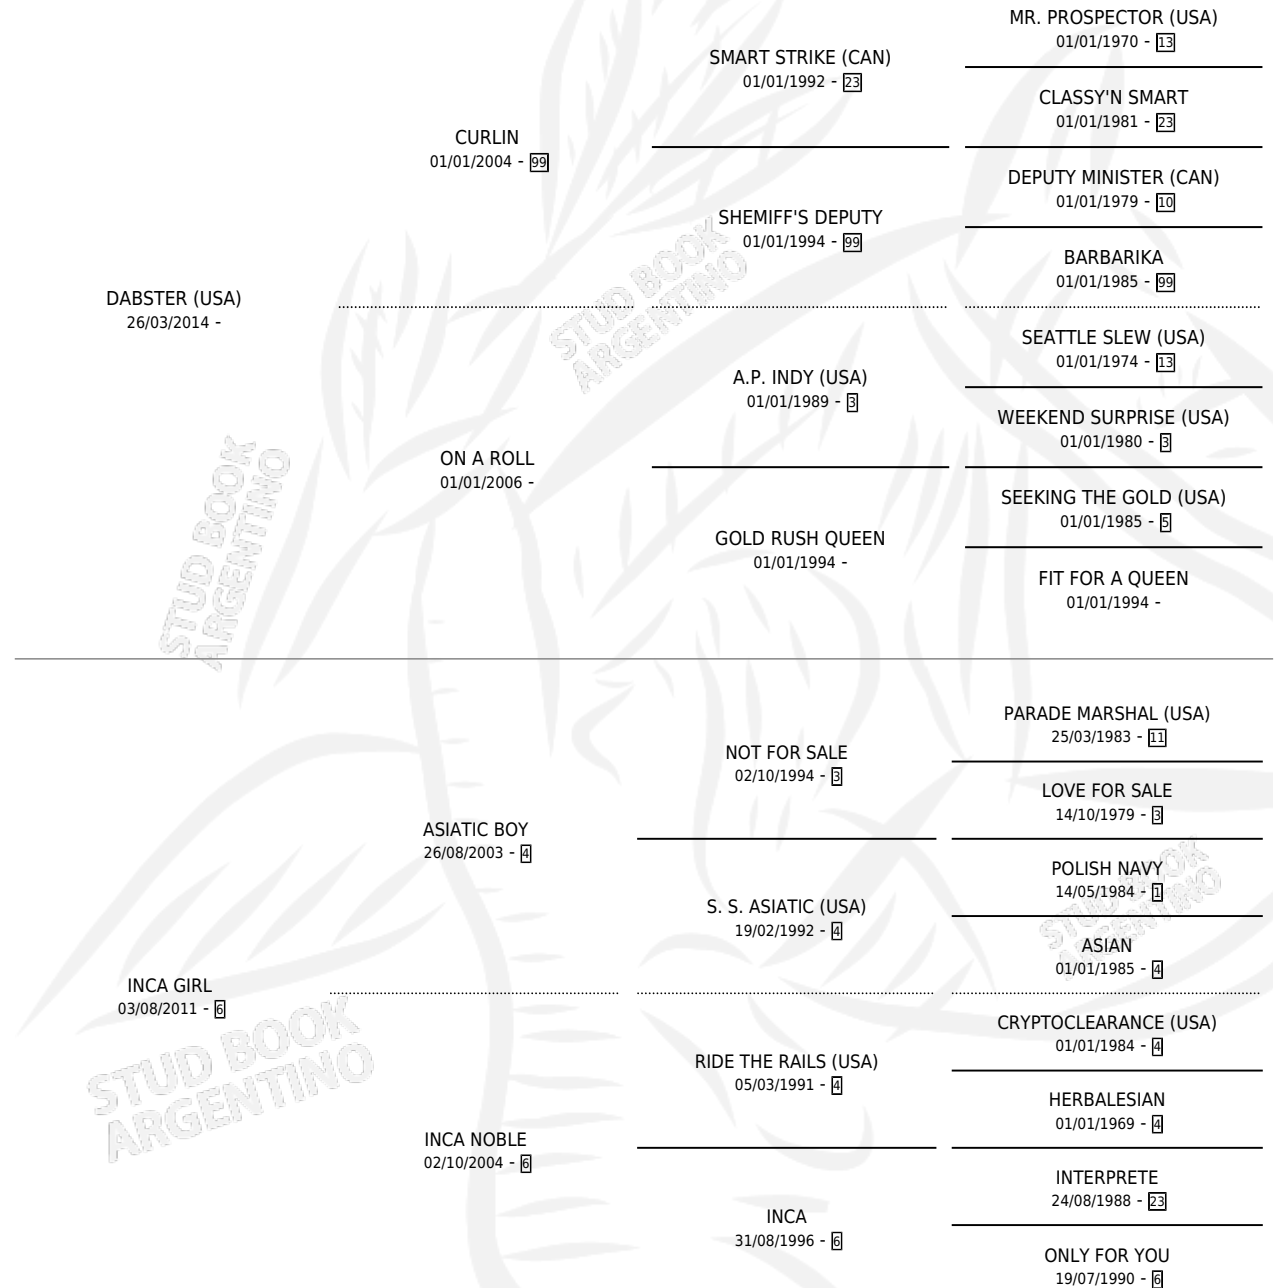 MR. PROSPECTOR (USA)
01/01/1970 - 13
SMART STRIKE (CAN)
01/01/1992 - 23
CLASSY'N SMART
01/01/1981 - 23
CURLIN
01/01/2004 - 99
DEPUTY MINISTER (CAN)
01/01/1979 - 10
SHEMIFF'S DEPUTY
01/01/1994 - 99
BARBARIKA
01/01/1985 - 99
DABSTER (USA)
26/03/2014 -
SEATTLE SLEW (USA)
01/01/1974 - 13
A.P. INDY (USA)
01/01/1989 - 3
WEEKEND SURPRISE (USA)
01/01/1980 - 3
ON A ROLL
01/01/2006 -
SEEKING THE GOLD (USA)
01/01/1985 - 5
GOLD RUSH QUEEN
01/01/1994 -
FIT FOR A QUEEN
01/01/1994 -
PARADE MARSHAL (USA)
25/03/1983 - 11
NOT FOR SALE
02/10/1994 - 3
LOVE FOR SALE
14/10/1979 - 3
ASIATIC BOY
26/08/2003 - 4
POLISH NAVY
14/05/1984 - 1
S. S. ASIATIC (USA)
19/02/1992 - 4
ASIAN
01/01/1985 - 4
INCA GIRL
03/08/2011 - 6
CRYPTOCLEARANCE (USA)
01/01/1984 - 4
RIDE THE RAILS (USA)
05/03/1991 - 4
HERBALESIAN
01/01/1969 - 4
INCA NOBLE
02/10/2004 - 6
INTERPRETE
24/08/1988 - 23
INCA
31/08/1996 - 6
ONLY FOR YOU
19/07/1990 - 6
STUD BOOK
ARGENTINO
STUD BOOK
ARGENTINO
STUD BOOK
ARGENTINO
STUD BOOK
ARGENTINO